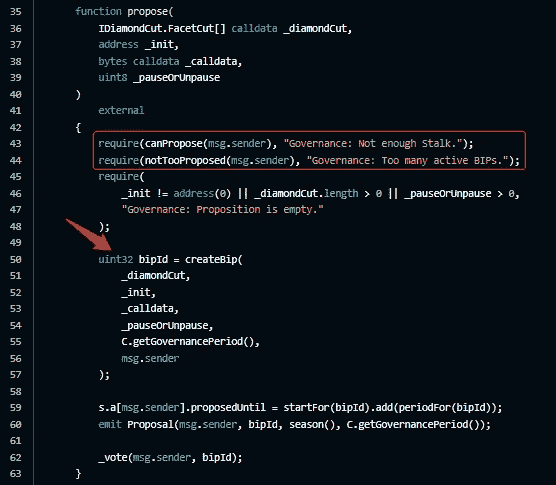 35 function propose(
36 IDiamondCut.FacetCut[] calldata _diamondCut,
37 address _init,
38 bytes calldata _calldata,
39 uint8 _pauseOrUnpause
40 )
41 external
42 {
43 require(canPropose(msg.sender), "Governance: Not enough Stalk.");
44 require(notTooProposed(msg.sender), "Governance: Too many active BIPs.");
45 require(
46 _init != address(0) || _diamondCut.length > 0 || _pauseOrUnpause > 0,
47 "Governance: Proposition is empty."
48 );
49
50 uint32 bipId = createBip(
51 _diamondCut,
52 _init,
53 _calldata,
54 _pauseOrUnpause,
55 C.getGovernancePeriod(),
56 msg.sender
57 );
58
59 s.a[msg.sender].proposedUntil = startFor(bipId).add(periodFor(bipId));
60 emit Proposal(msg.sender, bipId, season(), C.getGovernancePeriod());
61
62 _vote(msg.sender, bipId);
63 }